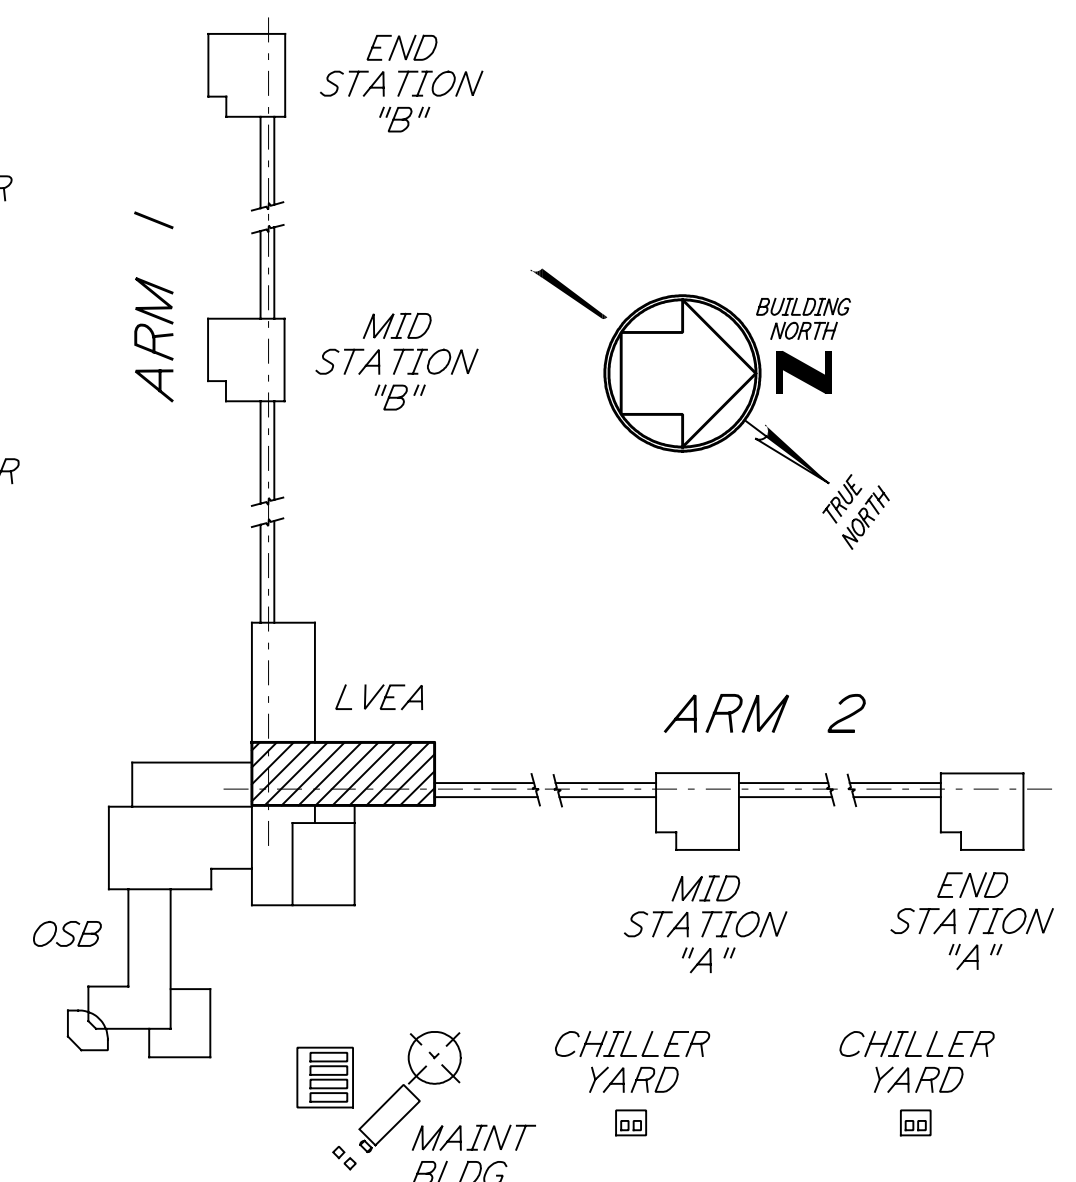 END
STATION
"B"
R
ARM 1
BUILDING
NORTH
N
MID
STATION
"B"
TRUE
NORTH
R
LVEA
ARM 2
MID
STATION
"A"
END
STATION
"A"
OSB
CHILLER
YARD
CHILLER
YARD
MAINT
BLDG